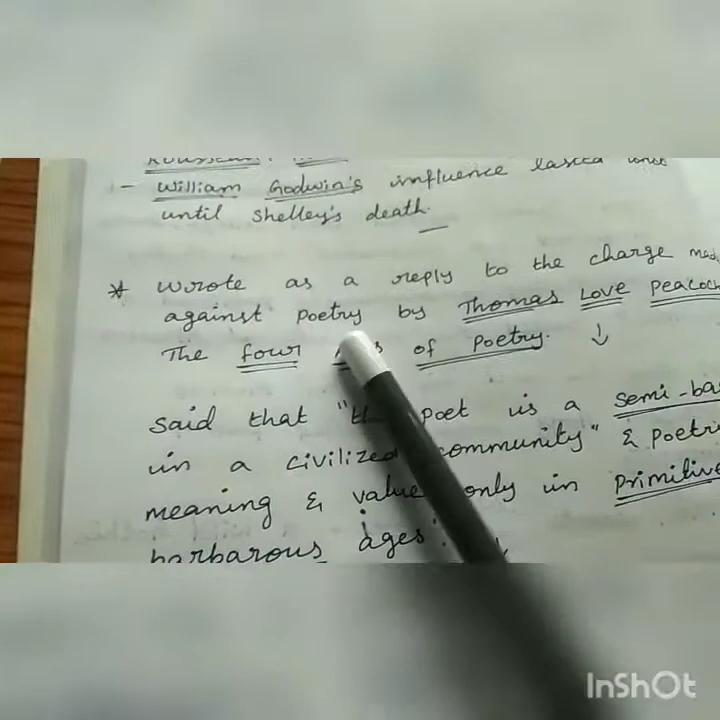 - William Godwin's influence lasted
until Shelley's death.
* Wrote as a reply to the charge
against poetry by Thomas Love Peacock
The four of Poetry. ↓
said that "the poet is a semi-
in a civilized community" &
meaning & value only in primitive
barbarous ages".
InShOt